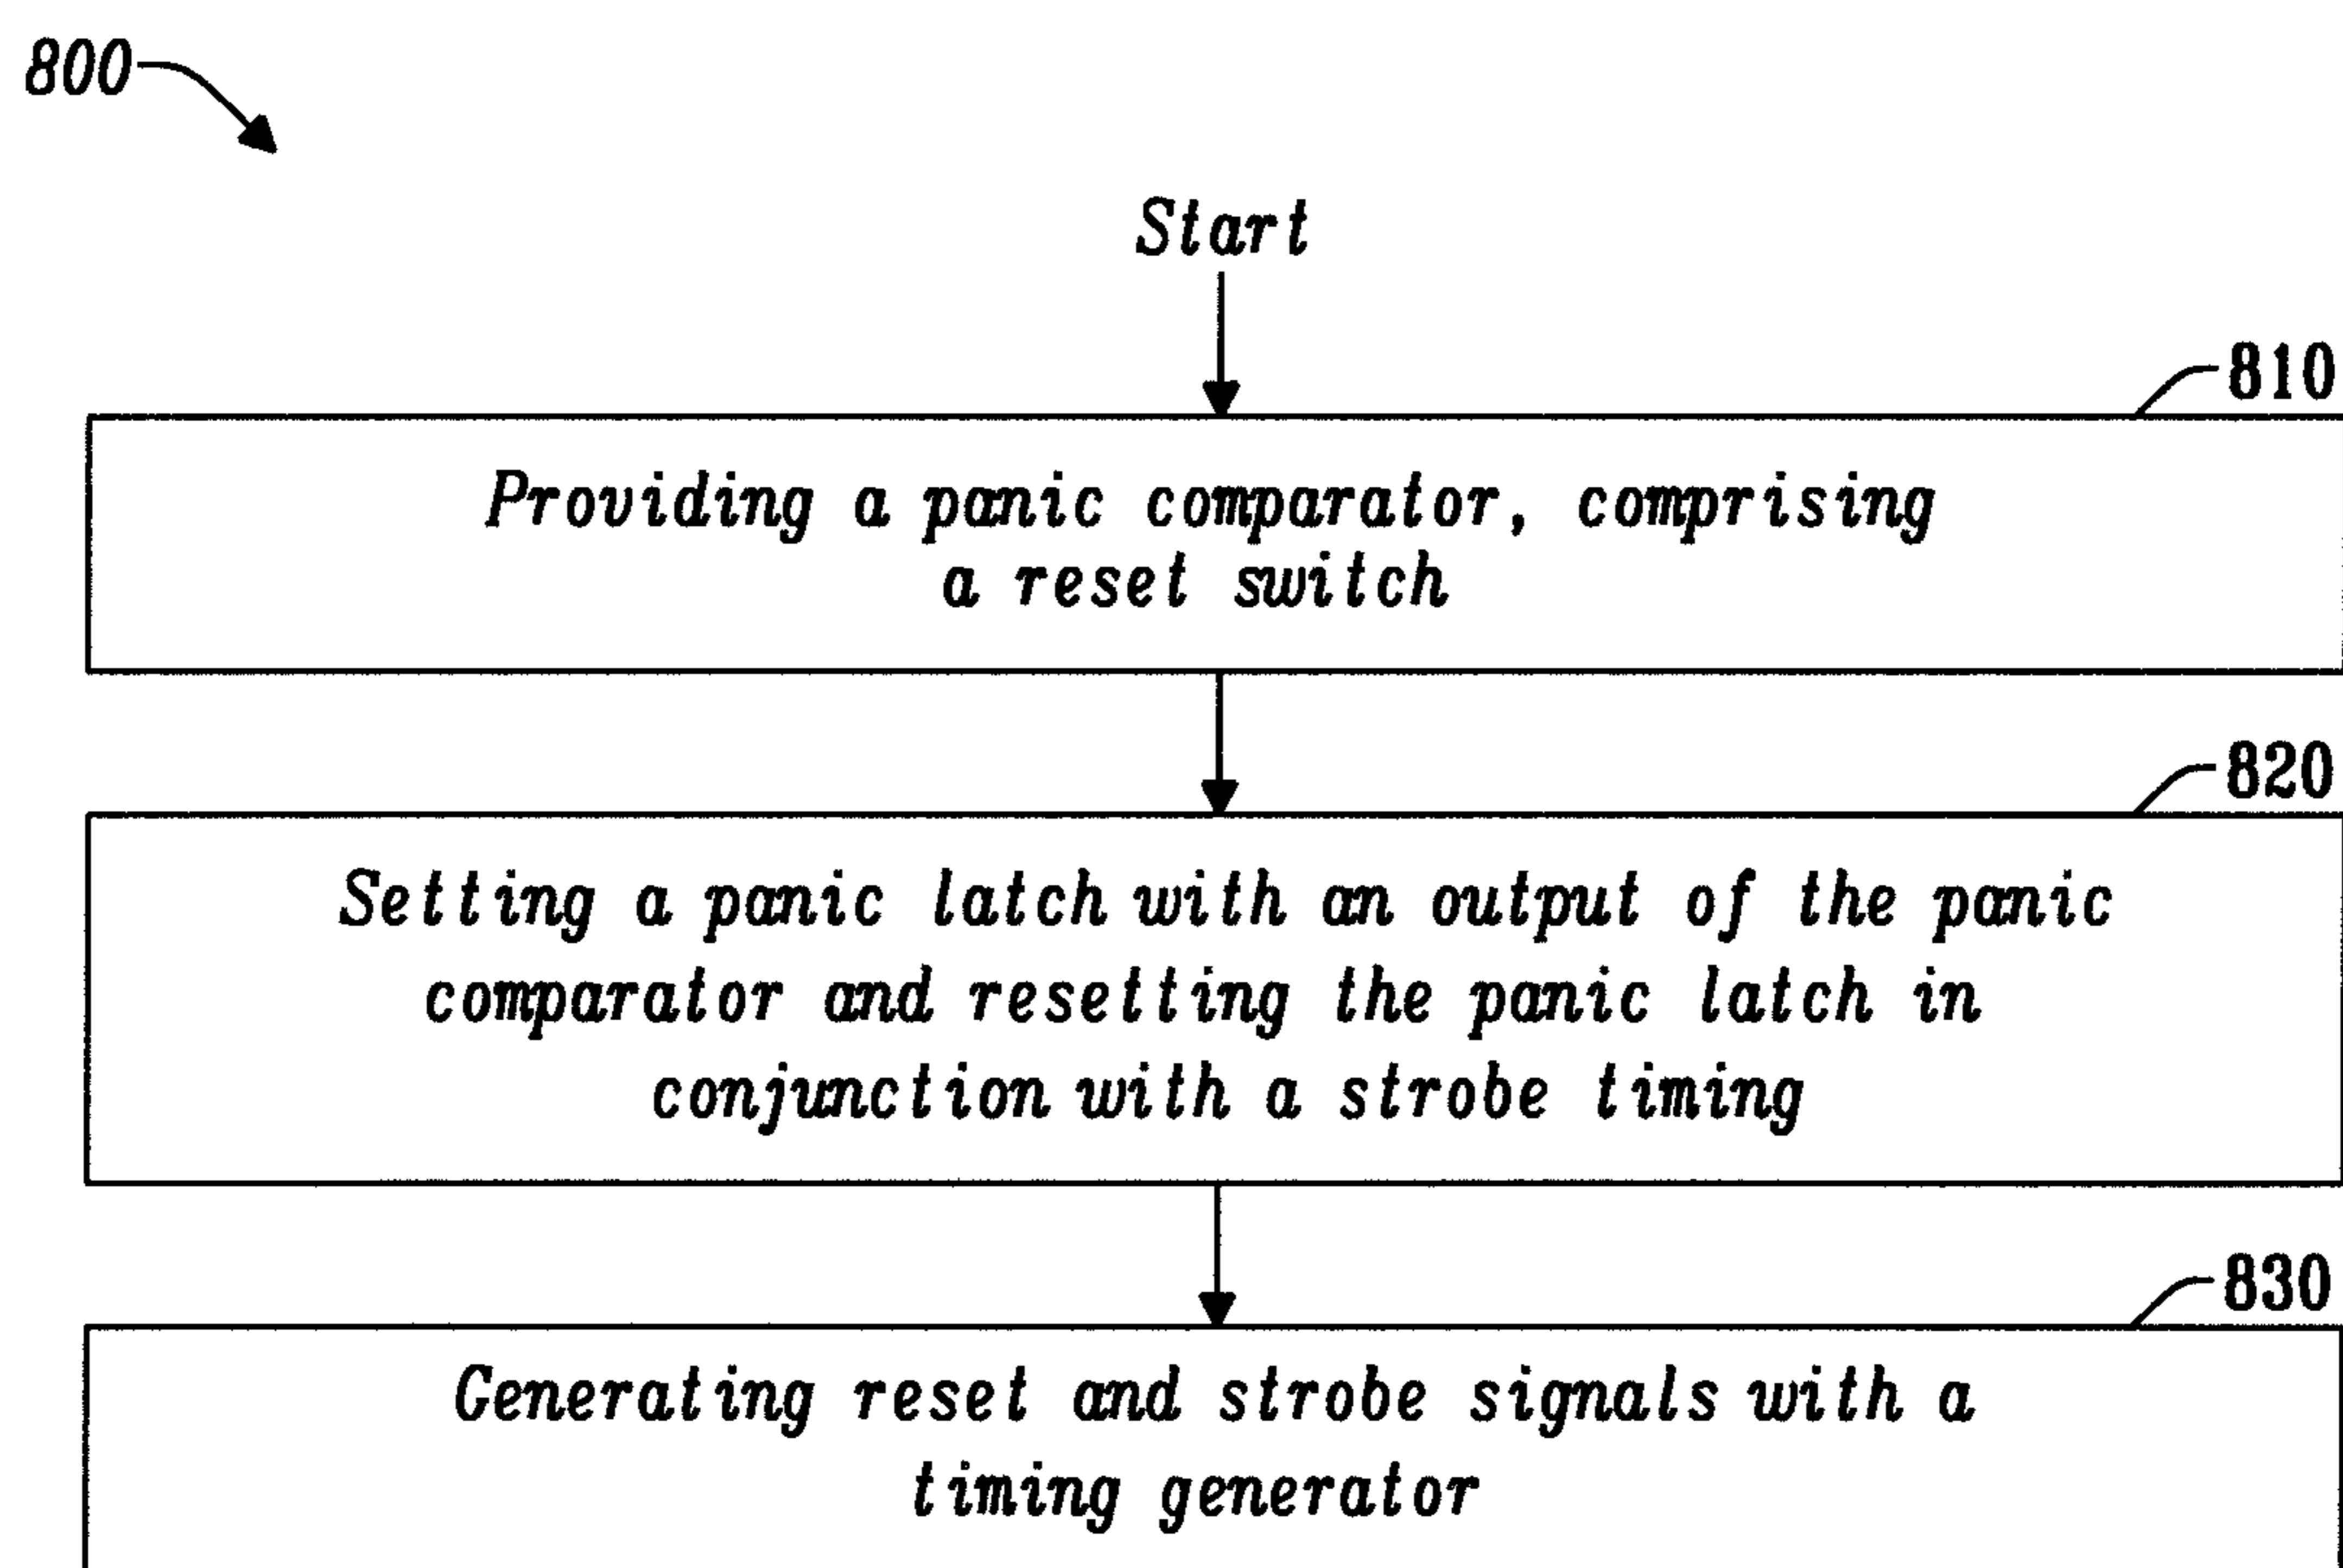 800
Start
810
Providing a panic comparator, comprising
a reset switch
820
Setting a panic latch with an output of the panic
comparator and resetting the panic latch in
conjunction with a strobe timing
830
Generating reset and strobe signals with a
timing generator